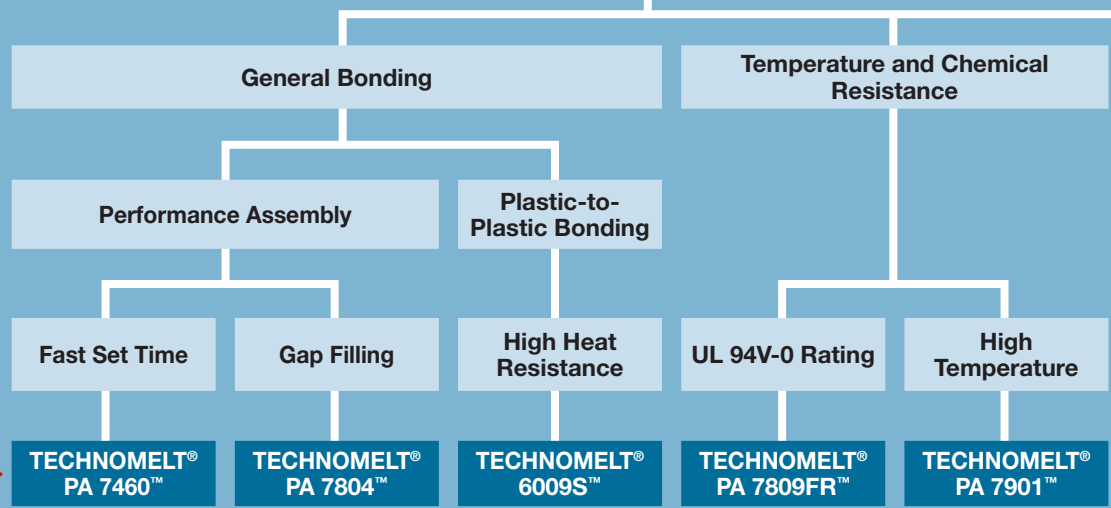 General Bonding
Temperature and Chemical
Resistance
Performance Assembly
Plastic-to-
Plastic Bonding
Fast Set Time
Gap Filling
High Heat
Resistance
UL 94V-0 Rating
High
Temperature
TECHNOMELT®
PA 7460™
TECHNOMELT®
PA 7804™
TECHNOMELT®
6009S™
TECHNOMELT®
PA 7809FR™
TECHNOMELT®
PA 7901™